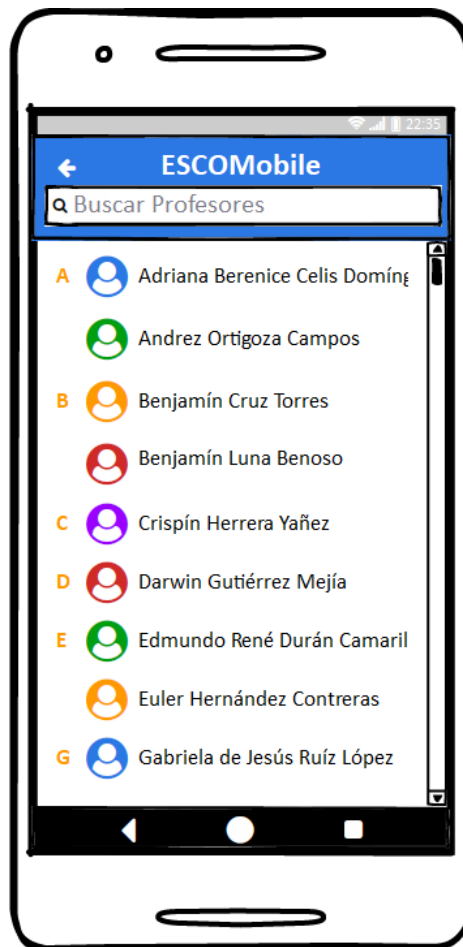 22:35
ESCOMobile
Buscar Profesores
A Adriana Berenice Celis Domíng
Andrez Ortigoza Campos
B Benjamín Cruz Torres
Benjamín Luna Benoso
C Crispín Herrera Yañez
D Darwin Gutiérrez Mejía
E Edmundo René Durán Camaril
Euler Hernández Contreras
G Gabriela de Jesús Ruíz López